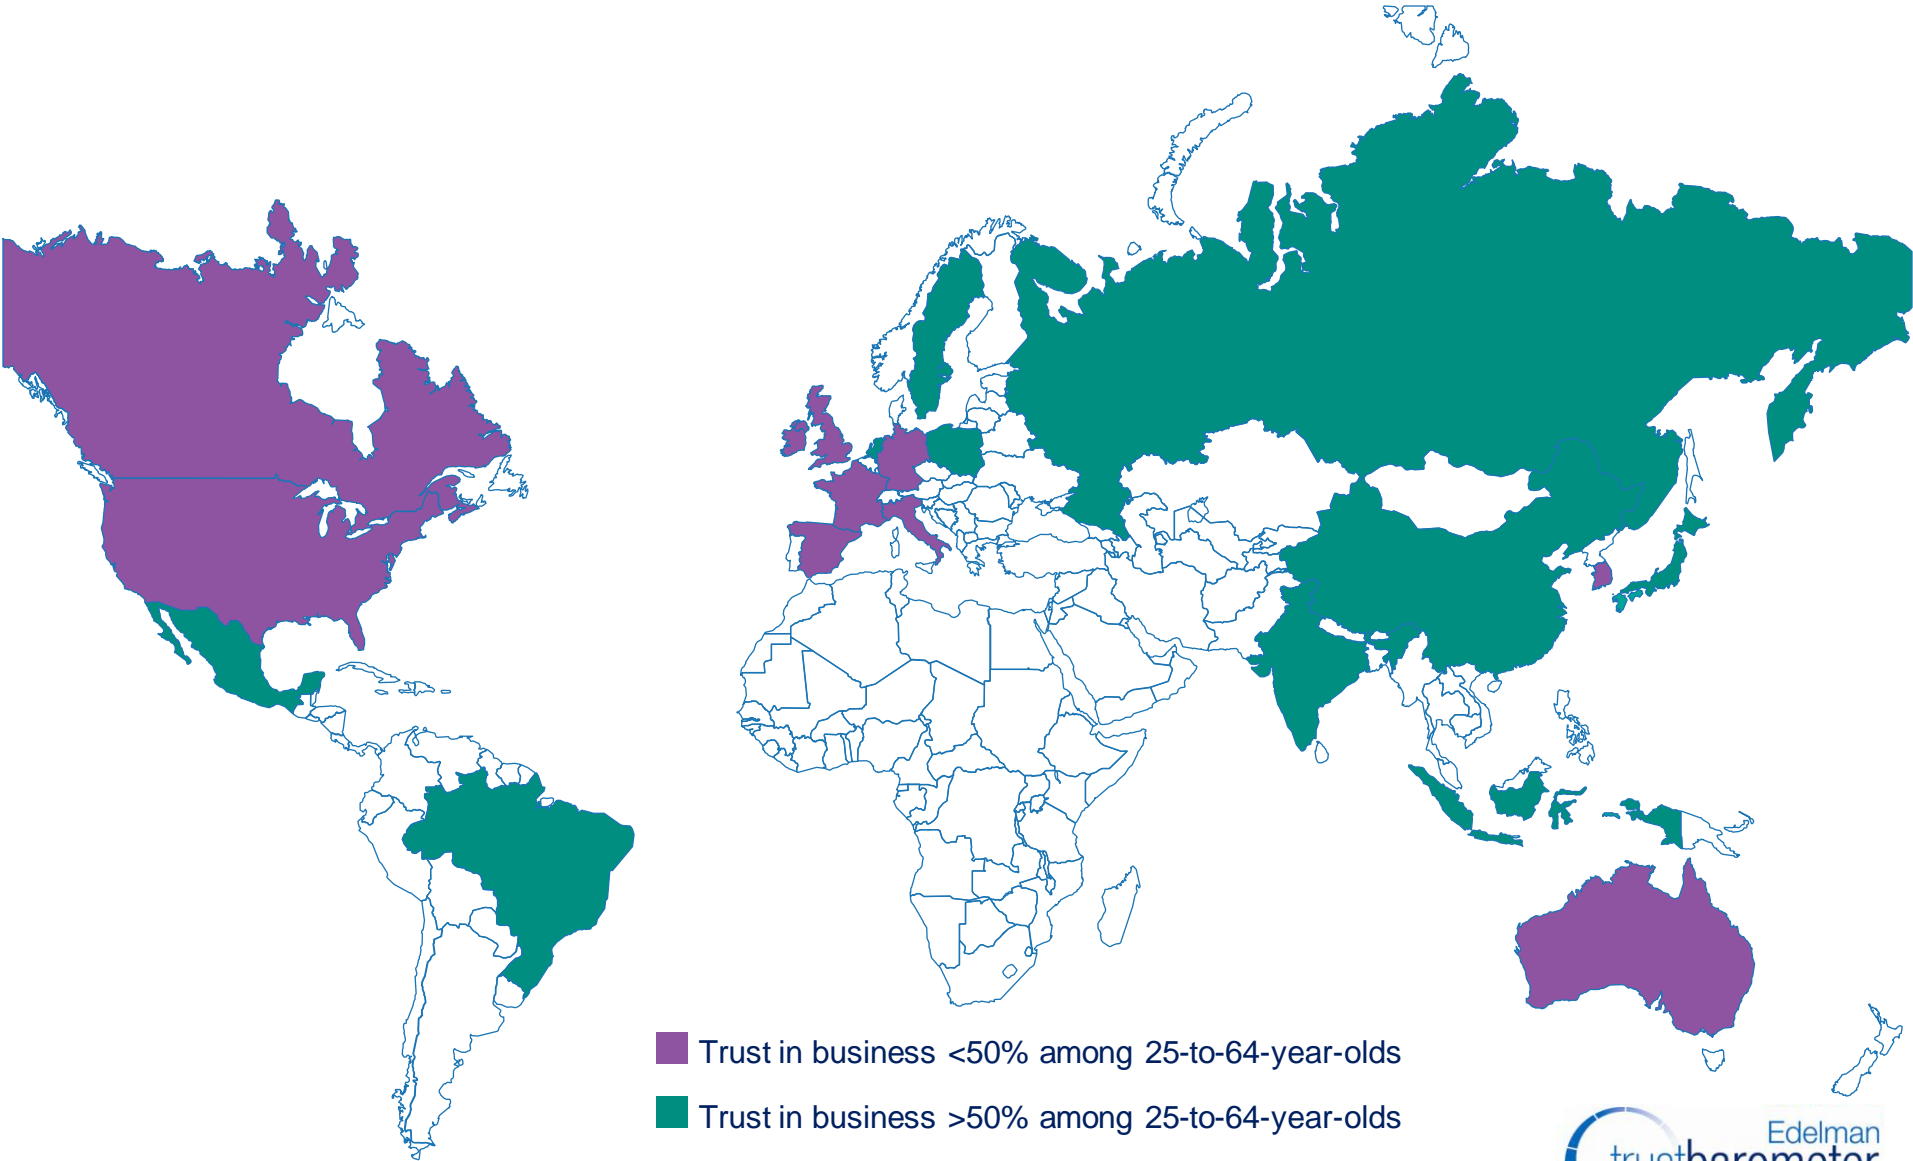 Trust in business <50% among 25-to-64-year-olds
Trust in business >50% among 25-to-64-year-olds
Edelman
trustbarometer